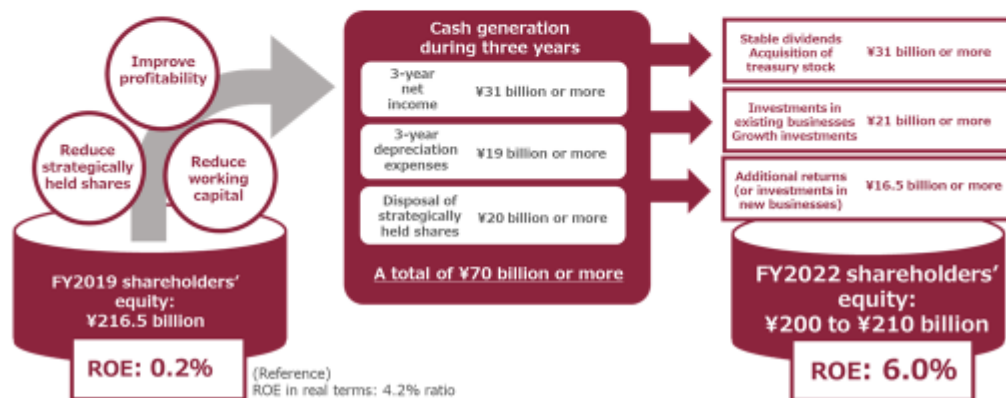 Improve
profitability
Reduce
strategically
held shares
Reduce
working
capital
FY2019 shareholders'
equity:
¥216.5 billion
ROE: 0.2%
(Reference)
ROE in real terms: 4.2% ratio
Cash generation
during three years
3-year
net
income
¥31 billion or more
3-year
depreciation
expenses
¥19 billion or more
Disposal of
strategically
held shares
¥20 billion or more
A total of ¥70 billion or more
Stable dividends
Acquisition of
treasury stock
¥31 billion or more
Investments in
existing businesses
Growth investments
¥21 billion or more
Additional returns
(or investments in
new businesses)
¥16.5 billion or more
FY2022 shareholders'
equity:
¥200 to ¥210 billion
ROE: 6.0%